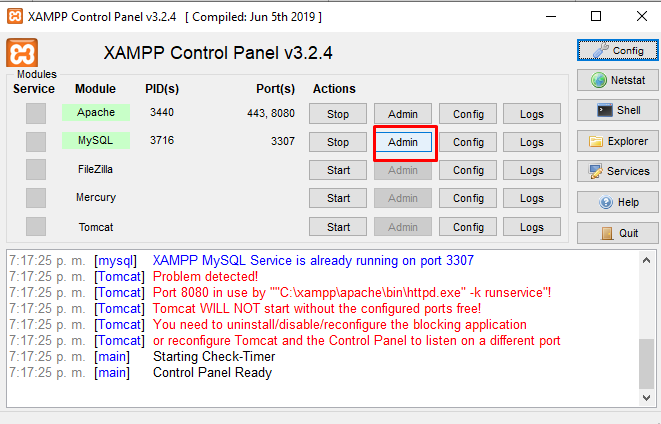 XAMPP Control Panel v3.2.4 [ Compiled: Jun 5th 2019 ]
XAMPP Control Panel v3.2.4
Config
Modules
Service Module PID(s) Port(s) Actions
Netstat
Apache 3440 443, 8080 Stop Admin Config Logs
Shell
MySQL 3716 3307 Stop Admin Config Logs
Explorer
FileZilla Start Admin Config Logs
Services
Mercury Start Admin Config Logs
Help
Tomcat Start Admin Config Logs
Quit
7:17:25 p. m. [mysql] XAMPP MySQL Service is already running on port 3307
7:17:25 p. m. [Tomcat] Problem detected!
7:17:25 p. m. [Tomcat] Port 8080 in use by ""C:\xampp\apache\bin\httpd.exe" -k runservice"!
7:17:25 p. m. [Tomcat] Tomcat WILL NOT start without the configured ports free!
7:17:25 p. m. [Tomcat] You need to uninstall/disable/reconfigure the blocking application
7:17:25 p. m. [Tomcat] or reconfigure Tomcat and the Control Panel to listen on a different port
7:17:25 p. m. [main] Starting Check-Timer
7:17:25 p. m. [main] Control Panel Ready